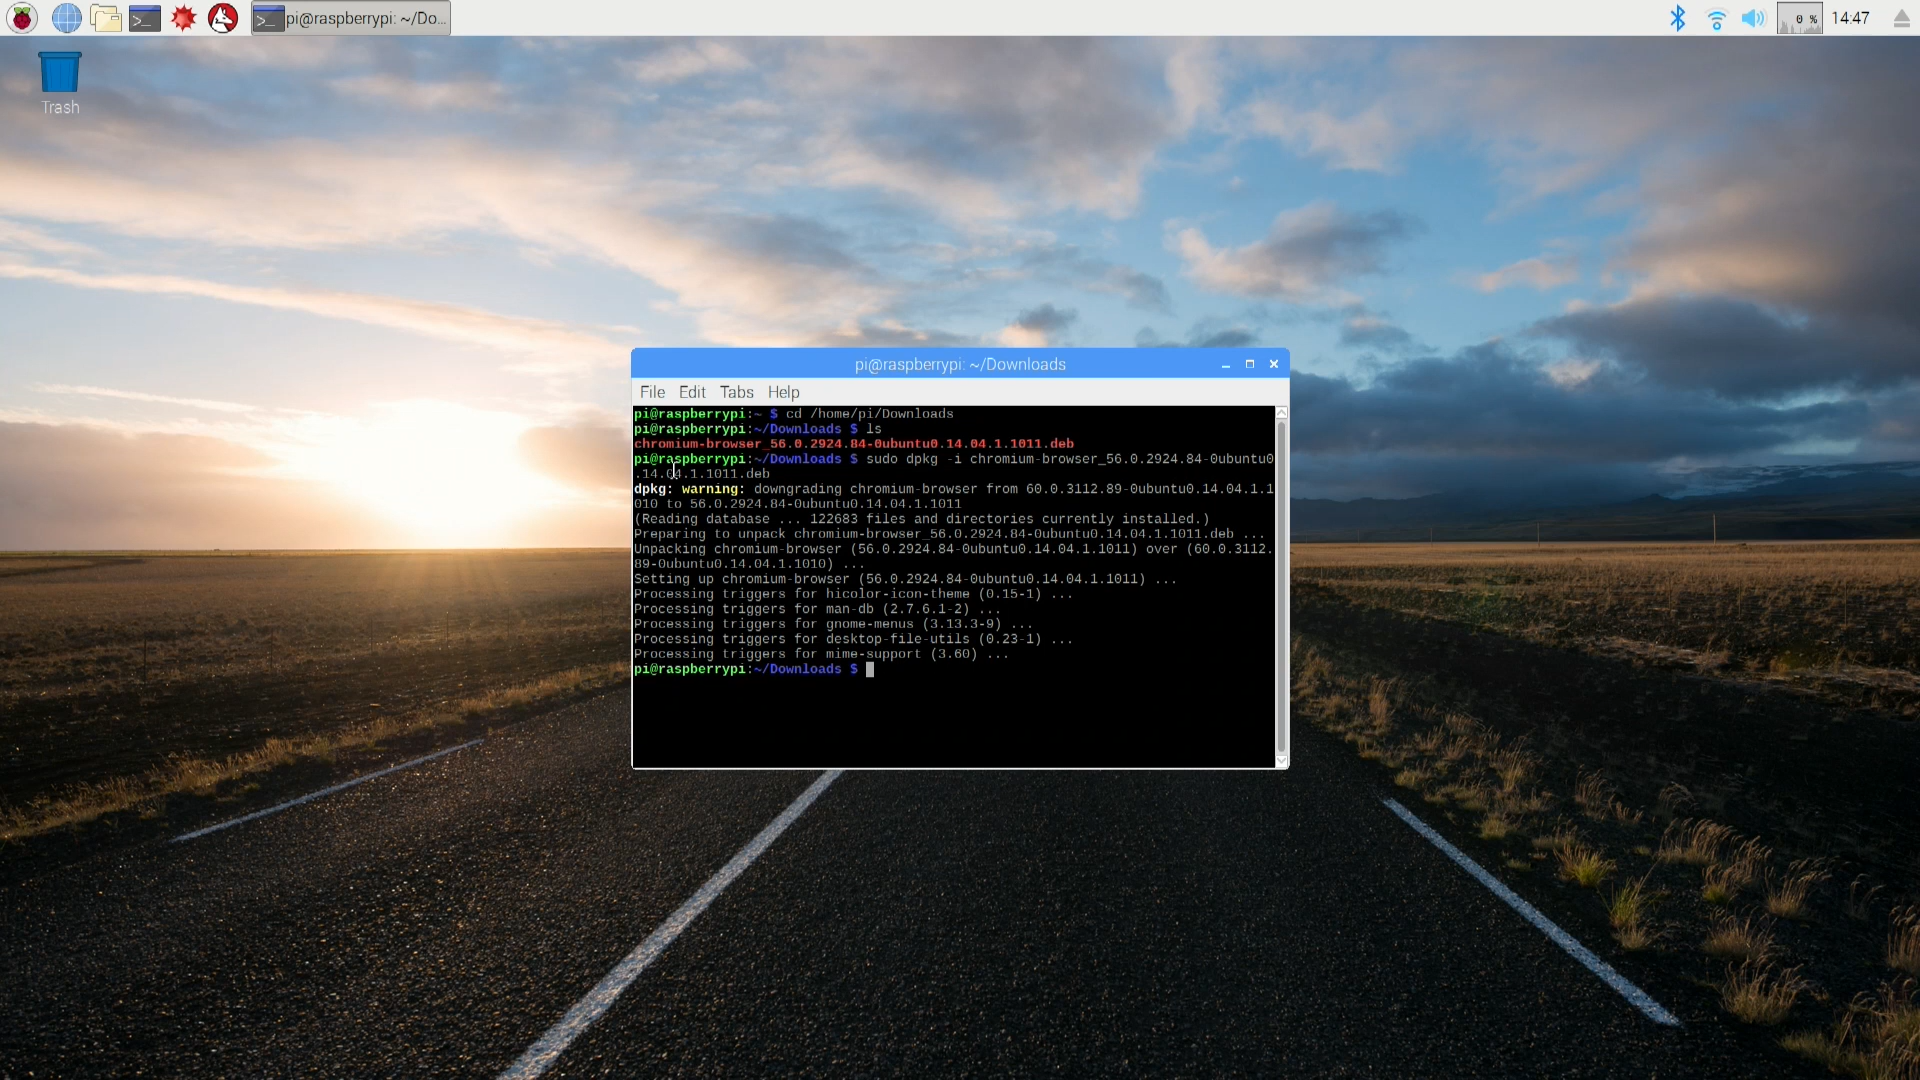 pi@raspberrypi: ~/Do...
0 %
14:47
Trash
pi@raspberrypi: ~/Downloads
File Edit Tabs Help
pi@raspberrypi:~ $ cd /home/pi/Downloads
pi@raspberrypi:~/Downloads $ ls
chromium-browser_56.0.2924.84-0ubuntu0.14.04.1.1011.deb
pi@raspberrypi:~/Downloads $ sudo dpkg -i chromium-browser_56.0.2924.84-0ubuntu0
.14.04.1.1011.deb
dpkg: warning: downgrading chromium-browser from 60.0.3112.89-0ubuntu0.14.04.1.1
010 to 56.0.2924.84-0ubuntu0.14.04.1.1011
(Reading database ... 122683 files and directories currently installed.)
Preparing to unpack chromium-browser_56.0.2924.84-0ubuntu0.14.04.1.1011.deb ...
Unpacking chromium-browser (56.0.2924.84-0ubuntu0.14.04.1.1011) over (60.0.3112.
89-0ubuntu0.14.04.1.1010) ...
Setting up chromium-browser (56.0.2924.84-0ubuntu0.14.04.1.1011) ...
Processing triggers for hicolor-icon-theme (0.15-1) ...
Processing triggers for man-db (2.7.6.1-2) ...
Processing triggers for gnome-menus (3.13.3-9) ...
Processing triggers for desktop-file-utils (0.23-1) ...
Processing triggers for mime-support (3.60) ...
pi@raspberrypi:~/Downloads $